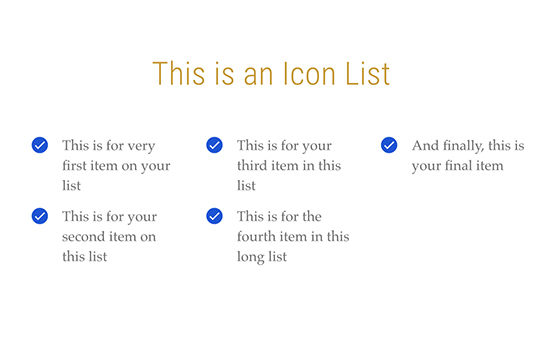 This is an Icon List
This is for very
first item on your
list
This is for your
second item on
this list
This is for your
third item in this
list
This is for the
fourth item in this
long list
And finally, this is
your final item